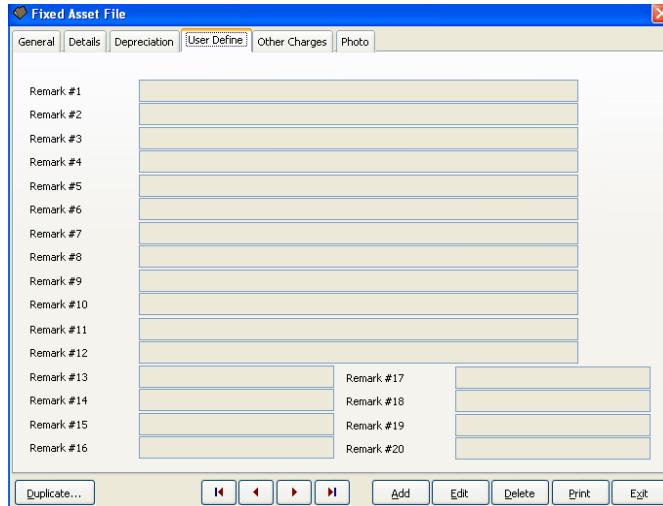 Fixed Asset File
General Details Depreciation User Define Other Charges Photo
Remark #1
Remark #2
Remark #3
Remark #4
Remark #5
Remark #6
Remark #7
Remark #8
Remark #9
Remark #10
Remark #11
Remark #12
Remark #13 Remark #17
Remark #14 Remark #18
Remark #15 Remark #19
Remark #16 Remark #20
Duplicate... Add Edit Delete Print Exit